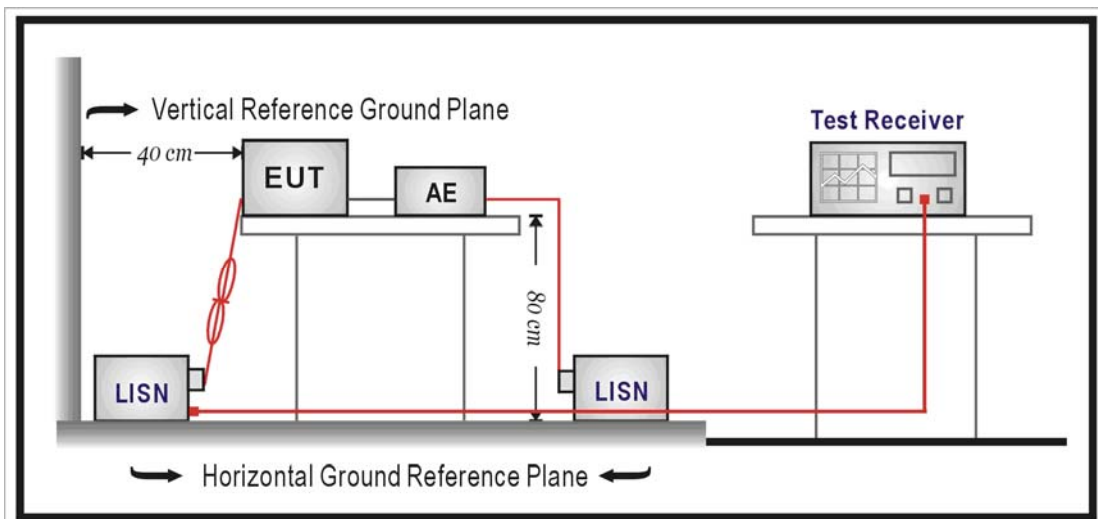 Vertical Reference Ground Plane
Test Receiver
40 cm
EUT
AE
80 cm
LISN
LISN
Horizontal Ground Reference Plane